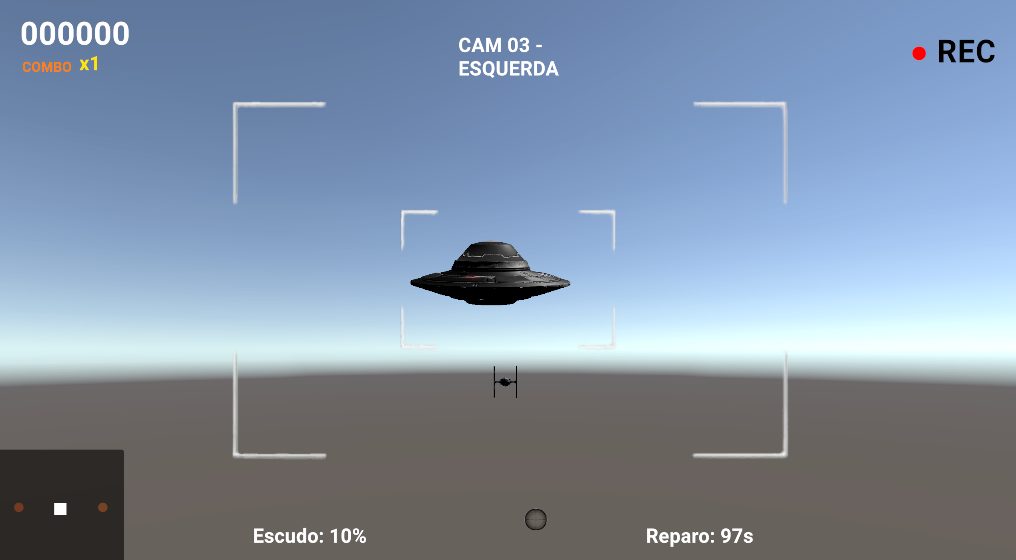 000000
COMBO x1
CAM 03 -
ESQUERDA
REC
Escudo: 10%
Reparo: 97s